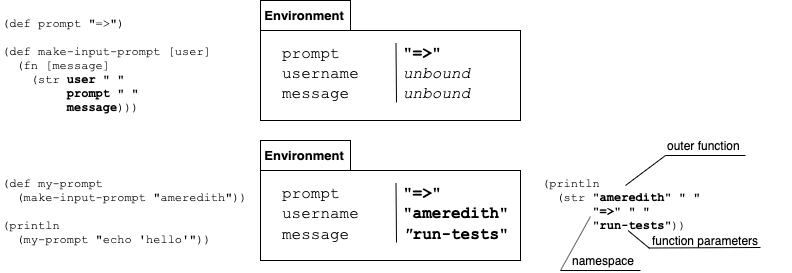 (def prompt "=>")
(def make-input-prompt [user]
(fn [message]
(str user " "
prompt " "
message)))
Environment
prompt "=>"
username unbound
message unbound
(def my-prompt
(make-input-prompt "ameredith"))
(println
(my-prompt "echo 'hello'"))
Environment
prompt "=>"
username "ameredith"
message "run-tests"
outer function
(println
(str "ameredith" " "
"=>" " "
"run-tests"))
function parameters
namespace